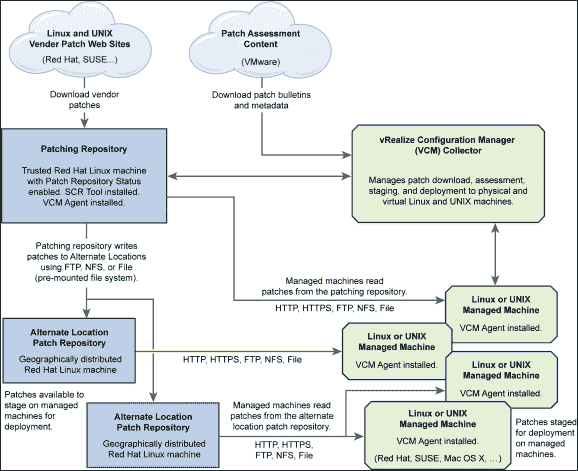 Linux and UNIX
Vender Patch Web Sites
(Red Hat, SUSE...)
Patch Assessment
Content
(VMware)
Download vendor
patches
Download patch bulletins
and metadata
Patching Repository
Trusted Red Hat Linux machine
with Patch Repository Status
enabled. SCR Tool installed.
VCM Agent installed.
vRealize Configuration Manager
(VCM) Collector
Manages patch download, assessment,
staging, and deployment to physical and
virtual Linux and UNIX machines.
Patching repository writes
patches to Alternate Locations
using FTP, NFS, or File
(pre-mounted file system).
Managed machines read
patches from the patching repository.
HTTP, HTTPS, FTP, NFS, File
Linux or UNIX
Managed Machine
VCM Agent installed.
Alternate Location
Patch Repository
Geographically distributed
Red Hat Linux machine
HTTP, HTTPS, FTP, NFS, File
Linux or UNIX
Managed Machine
VCM Agent installed.
Linux or UNIX
Managed Machine
VCM Agent installed.
Patches available to
stage on managed
machines for
deployment.
Alternate Location
Patch Repository
Geographically distributed
Red Hat Linux machine
Managed machines read
patches from the alternate
location patch repository.
HTTP, HTTPS,
FTP, NFS, File
Linux or UNIX
Managed Machine
VCM Agent installed.
(Red Hat, SUSE, Mac OS X, …)
Patches staged
for deployment
on managed
machines.